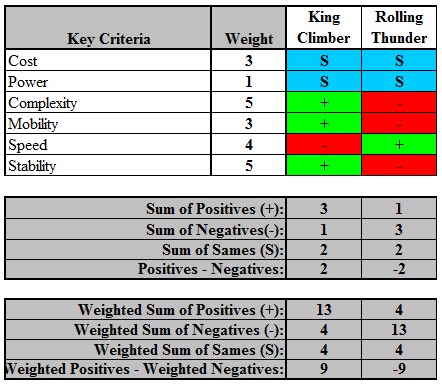 Key Criteria Weight King Climber Rolling Thunder
Cost 3 S S
Power 1 S S
Complexity 5 + -
Mobility 3 + -
Speed 4 - +
Stability 5 + -
Sum of Positives (+): 3 1
Sum of Negatives(-): 1 3
Sum of Sames (S): 2 2
Positives - Negatives: 2 -2
Weighted Sum of Positives (+): 13 4
Weighted Sum of Negatives (-): 4 13
Weighted Sum of Sames (S): 4 4
Weighted Positives - Weighted Negatives: 9 -9